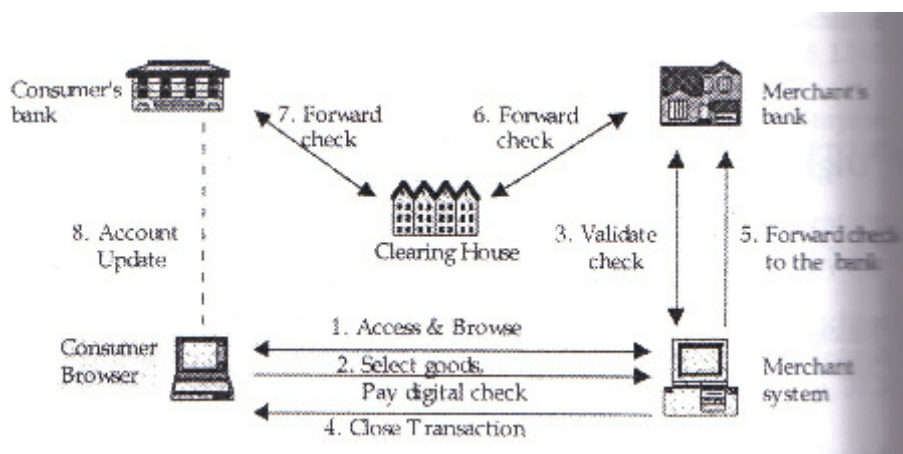 Consumer's
bank
7. Forward
check
6. Forward
check
Merchant's
bank
8. Account
Update
Clearing House
3. Validate
check
5. Forward check
to the bank
1. Access & Browse
Consumer
Browser
2. Select goods,
Pay digital check
Merchant
system
4. Close Transaction